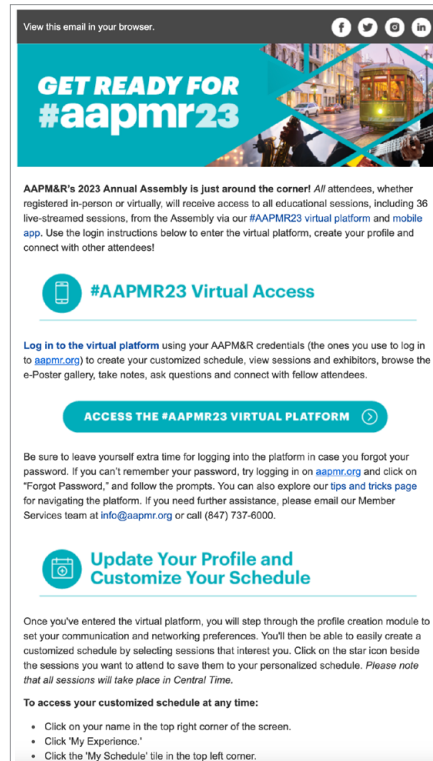 View this email in your browser.
GET READY FOR
#aapmr23
AAPM&R's 2023 Annual Assembly is just around the corner! All attendees, whether
registered in-person or virtually, will receive access to all educational sessions, including 36
live-streamed sessions, from the Assembly via our #AAPMR23 virtual platform and mobile
app. Use the login instructions below to enter the virtual platform, create your profile and
connect with other attendees!
#AAPMR23 Virtual Access
Log in to the virtual platform using your AAPM&R credentials (the ones you use to log in
to aapmr.org) to create your customized schedule, view sessions and exhibitors, browse the
e-Poster gallery, take notes, ask questions and connect with fellow attendees.
ACCESS THE #AAPMR23 VIRTUAL PLATFORM
Be sure to leave yourself extra time for logging into the platform in case you forgot your
password. If you can't remember your password, try logging in on aapmr.org and click on
"Forgot Password," and follow the prompts. You can also explore our tips and tricks page
for navigating the platform. If you need further assistance, please email our Member
Services team at info@aapmr.org or call (847) 737-6000.
Update Your Profile and
Customize Your Schedule
Once you've entered the virtual platform, you will step through the profile creation module to
set your communication and networking preferences. You'll then be able to easily create a
customized schedule by selecting sessions that interest you. Click on the star icon beside
the sessions you want to attend to save them to your personalized schedule. Please note
that all sessions will take place in Central Time.
To access your customized schedule at any time:
• Click on your name in the top right corner of the screen.
• Click 'My Experience.'
• Click the 'My Schedule' tile in the top left corner.